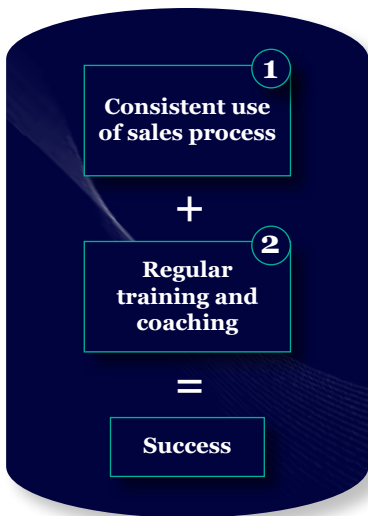 1
Consistent use
of sales process
+
2
Regular
training and
coaching
=
Success